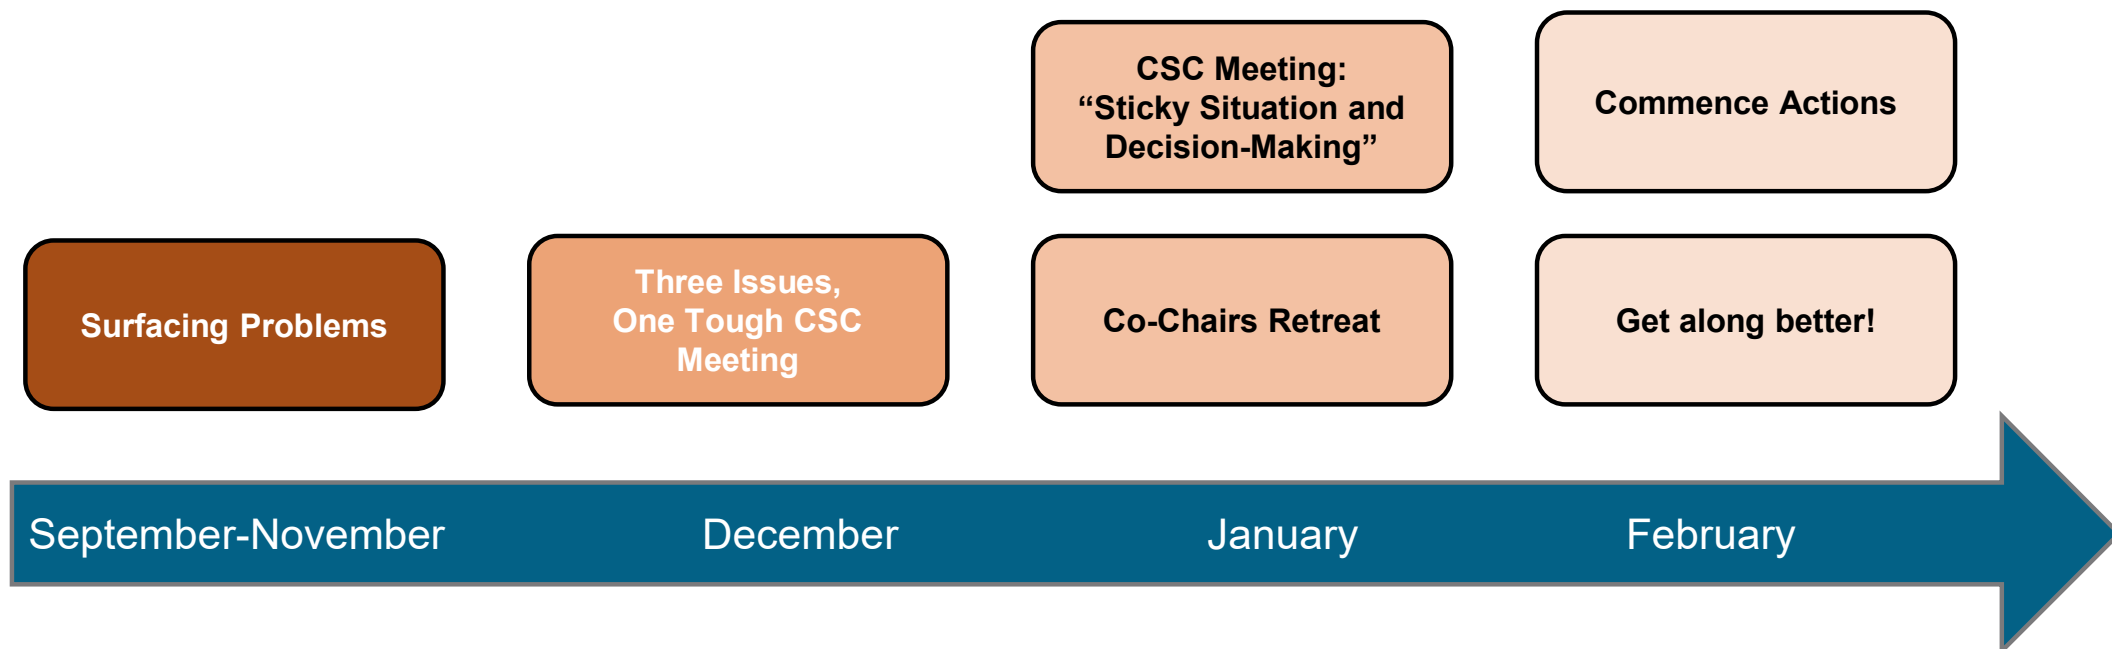 CSC Meeting:
“Sticky Situation and
Decision-Making”
Commence Actions
Surfacing Problems
Three Issues,
One Tough CSC
Meeting
Co-Chairs Retreat
Get along better!
September-November
December
January
February